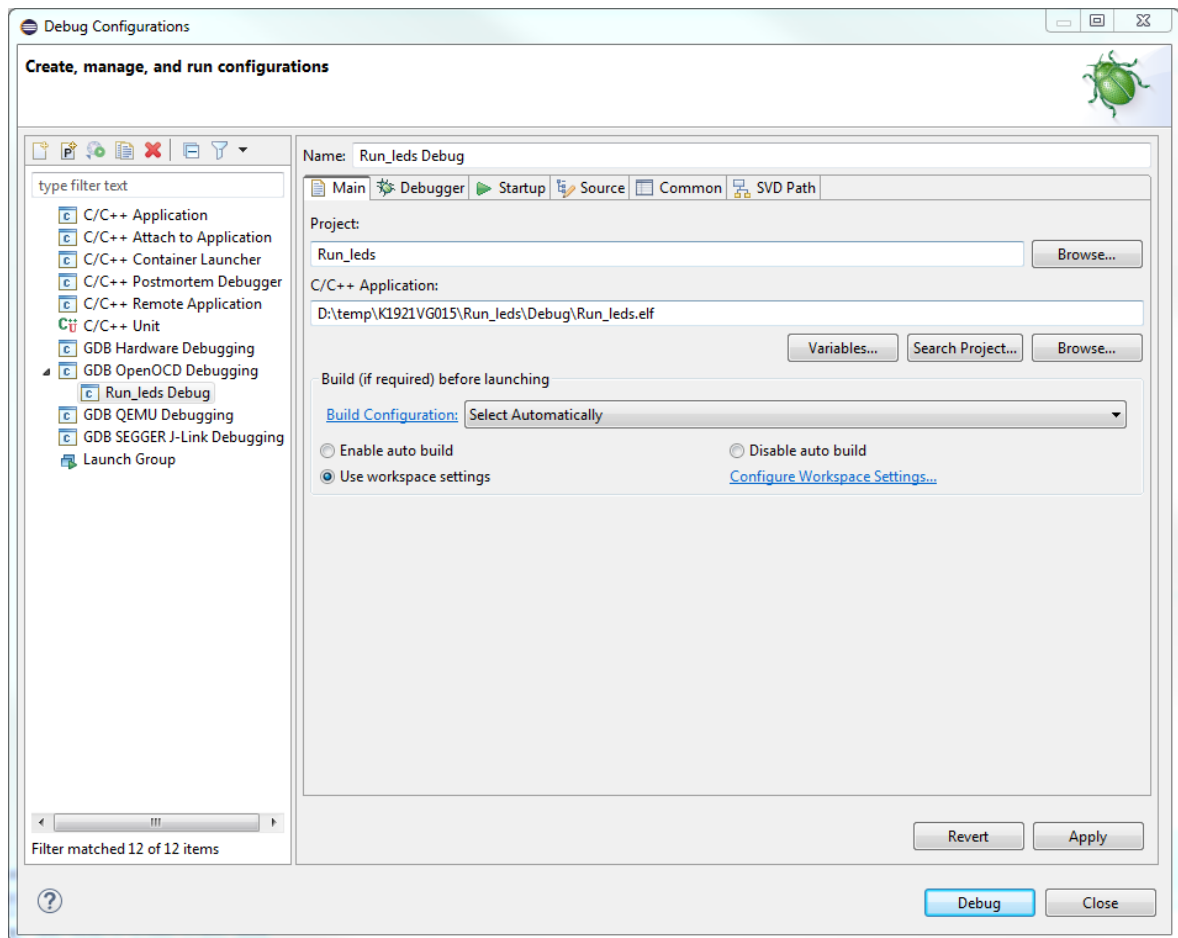 Debug Configurations
Create, manage, and run configurations
Name: Run_leds Debug
type filter text
Main Debugger Startup Source Common SVD Path
C/C++ Application
C/C++ Attach to Application
C/C++ Container Launcher
C/C++ Postmortem Debugger
C/C++ Remote Application
C/C++ Unit
GDB Hardware Debugging
GDB OpenOCD Debugging
Run_leds Debug
GDB QEMU Debugging
GDB SEGGER J-Link Debugging
Launch Group
Filter matched 12 of 12 items
Project:
Run_leds Browse...
C/C++ Application:
D:\temp\K1921VG015\Run_leds\Debug\Run_leds.elf
Variables... Search Project... Browse...
Build (if required) before launching
Build Configuration: Select Automatically
Enable auto build Disable auto build
Use workspace settings Configure Workspace Settings...
Revert Apply
Debug Close